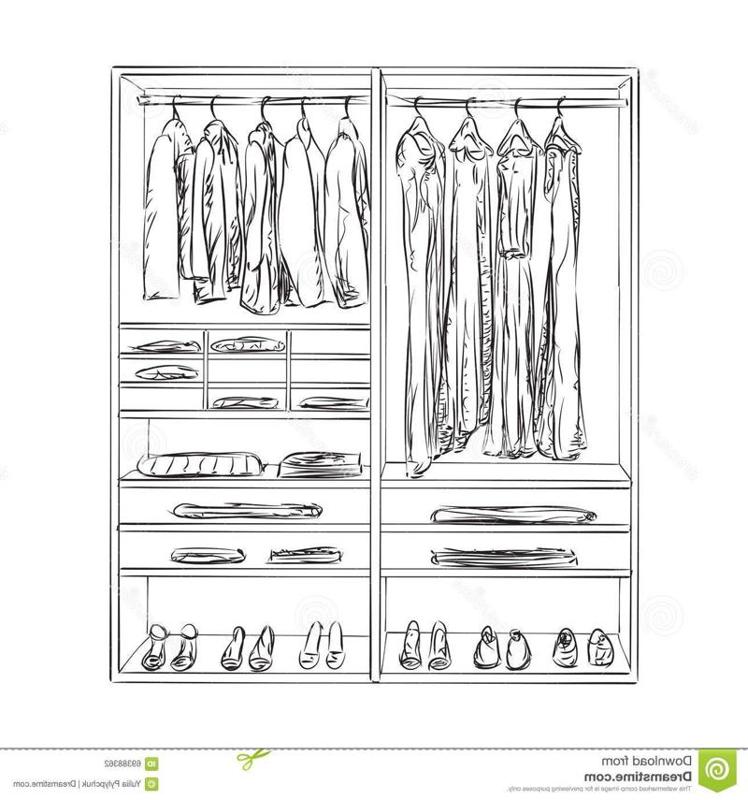 Download from
Dreamstime.com
This watermarked comp image is for previewing purposes only.
ID 69388362
© Yuliia Pylypchuk | Dreamstime.com